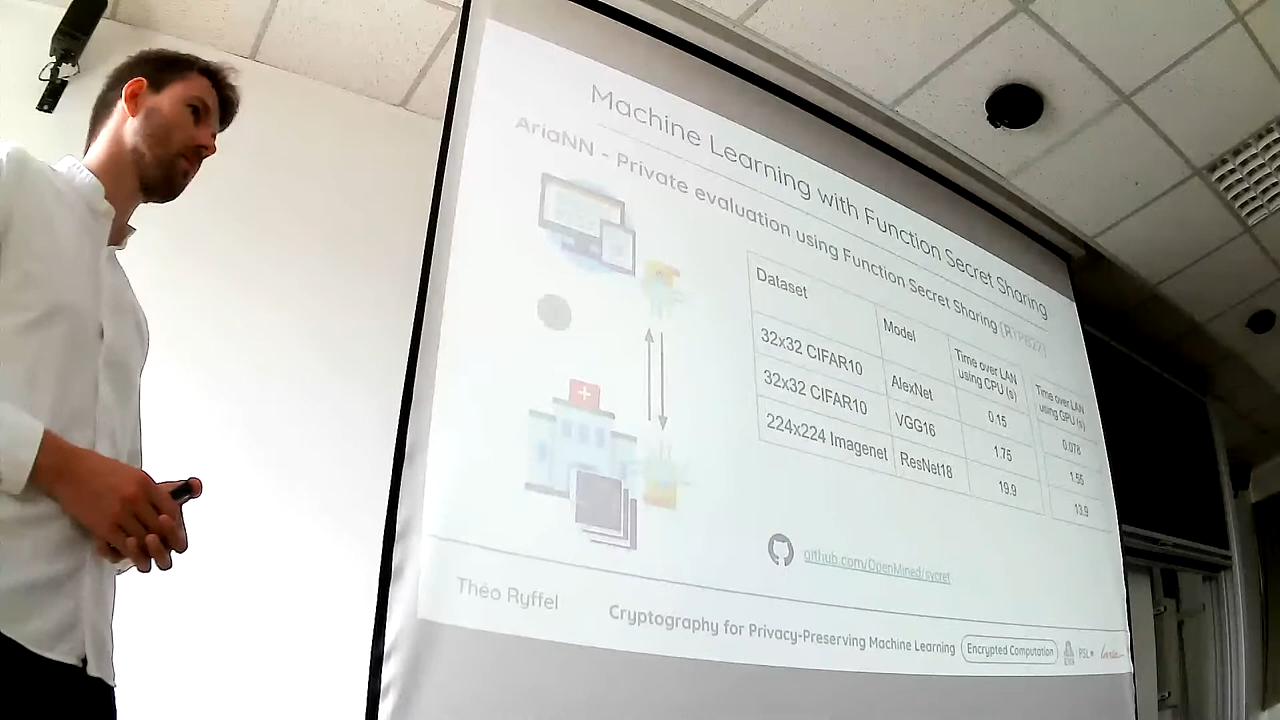 Machine Learning with Function Secret Sharing
AriaNN - Private evaluation using Function Secret Sharing
Dataset Model Time over LAN using CPU (s) Time over LAN using GPU (s)
32x32 CIFAR10 AlexNet 0.15 0.078
32x32 CIFAR10 VGG16 1.75 1.55
224x224 Imagenet ResNet18 19.9 13.9
github.com/OpenMined/sycret
Théo Ryffel Cryptography for Privacy-Preserving Machine Learning Encrypted Computation PSL